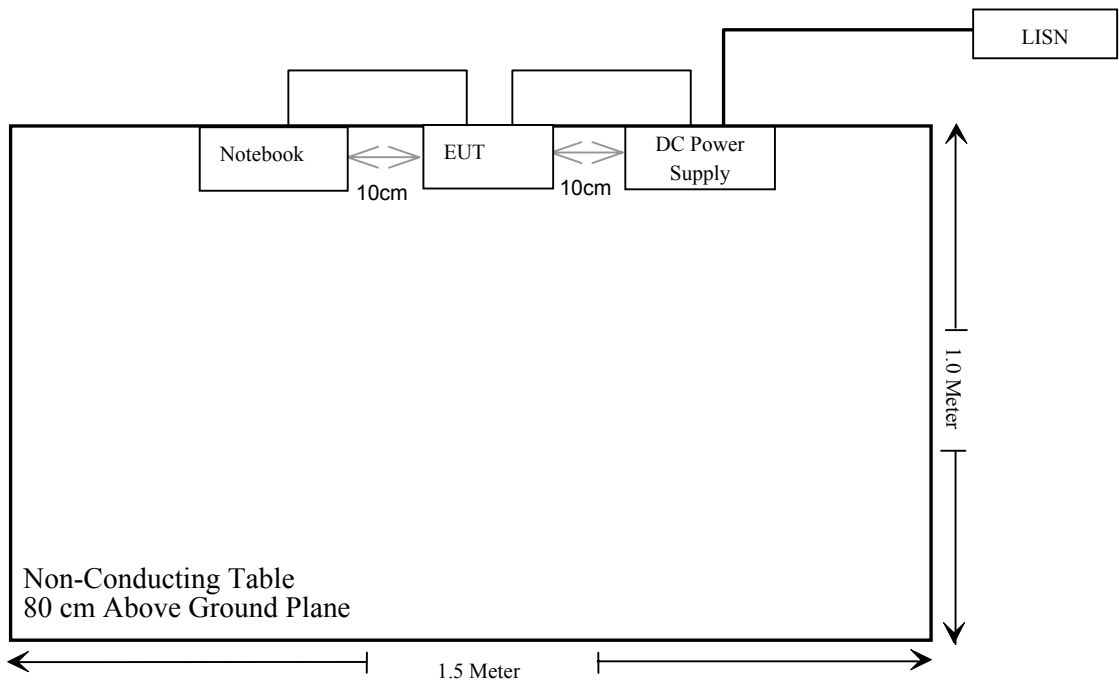 LISN
Notebook
EUT
DC Power
Supply
10cm
10cm
1.0 Meter
Non-Conducting Table
80 cm Above Ground Plane
1.5 Meter